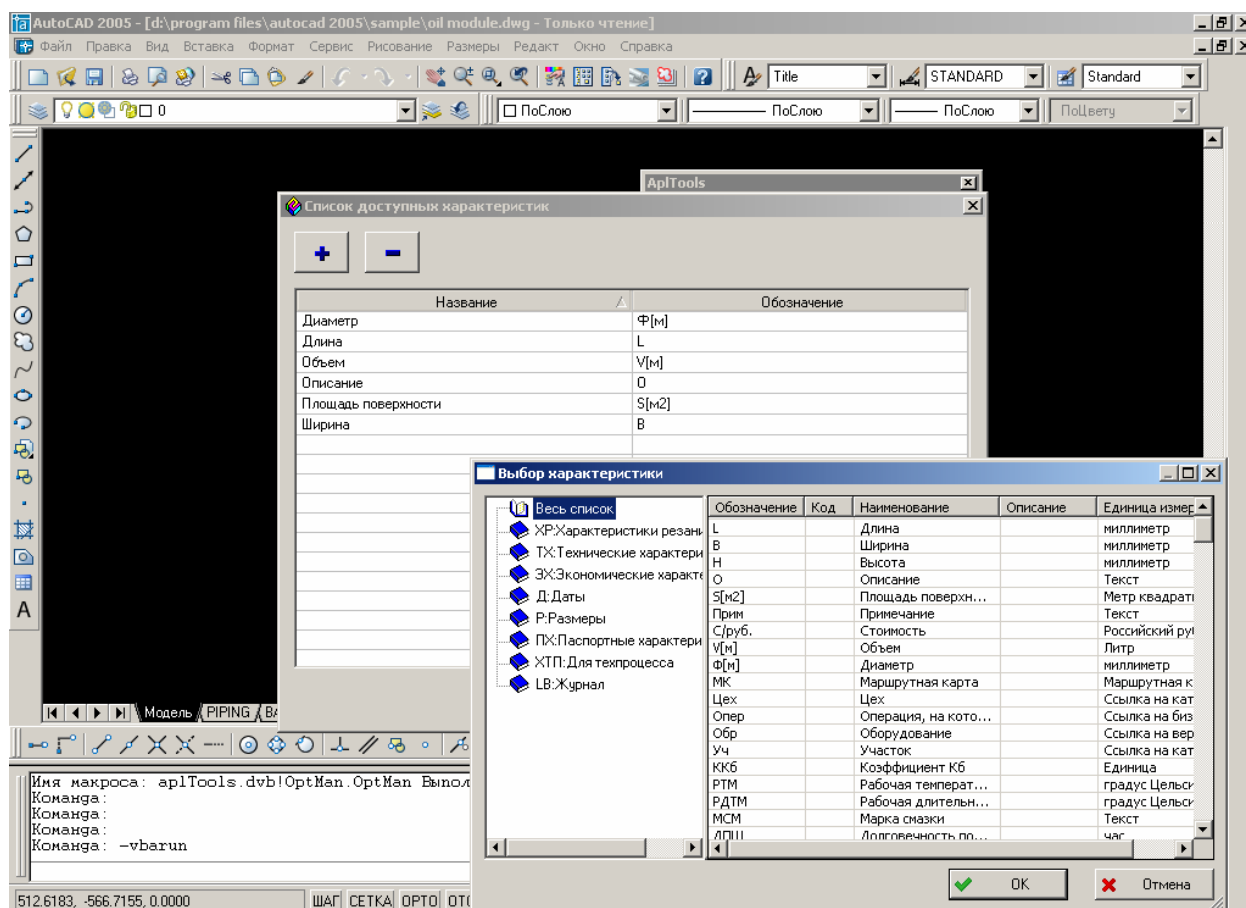 AutoCAD 2005 - [d:\program files\autocad 2005\sample\oil module.dwg - Только чтение]
Файл Правка Вид Вставка Формат Сервис Рисование Размеры Редакт Окно Справка
Title STANDARD Standard
0 ПоСлою ПоСлою ПоСлою ПоЦвету
AplTools
Список доступных характеристик
Название Обозначение
Диаметр Ф[м]
Длина L
Объем V[м]
Описание О
Площадь поверхности S[м2]
Ширина B
Выбор характеристики
Весь список
ХР:Характеристики резани
ТХ:Технические характери
ЭХ:Экономические характе
Д:Даты
Р:Размеры
ПХ:Паспортные характери
ХТП:Для техпроцесса
LB:Журнал
Обозначение Код Наименование Описание Единица измер
L Длина миллиметр
B Ширина миллиметр
H Высота миллиметр
О Описание Текст
S[м2] Площадь поверхн... Метр квадрат
Прим Примечание Текст
С/руб. Стоимость Российский ру
V[м] Объем Литр
Ф[м] Диаметр миллиметр
МК Маршрутная карта Маршрутная к
Цех Цех Ссылка на кат
Опер Операция, на кото... Ссылка на биз
Обр Оборудование Ссылка на вер
Уч Участок Ссылка на кат
ККб Коэффициент Кб Единица
РТМ Рабочая температ... градус Цельси
РДТМ Рабочая длительн... градус Цельси
МСМ Марка смазки Текст
ДПШ Долговечность по... час
OK Отмена
Модель PIPING
Имя макроса: aplTools.dvb!OptMan.OptMan Выпол
Команда:
Команда:
Команда:
Команда: -vbarun
512.6183, -566.7155, 0.0000 ШАГ СЕТКА ОРТО